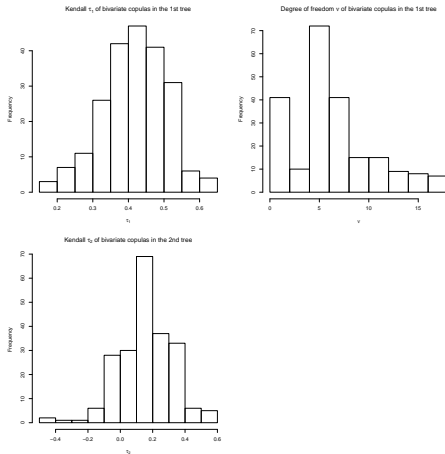 Kendall τ₁ of bivariate copulas in the 1st tree
Frequency
0 10 20 30 40
0.2 0.3 0.4 0.5 0.6
τ₁
Degree of freedom ν of bivariate copulas in the 1st tree
Frequency
0 10 20 30 40 50 60 70
0 5 10 15
ν
Kendall τ₂ of bivariate copulas in the 2nd tree
Frequency
0 10 20 30 40 50 60 70
-0.4 -0.2 0.0 0.2 0.4 0.6
τ₂